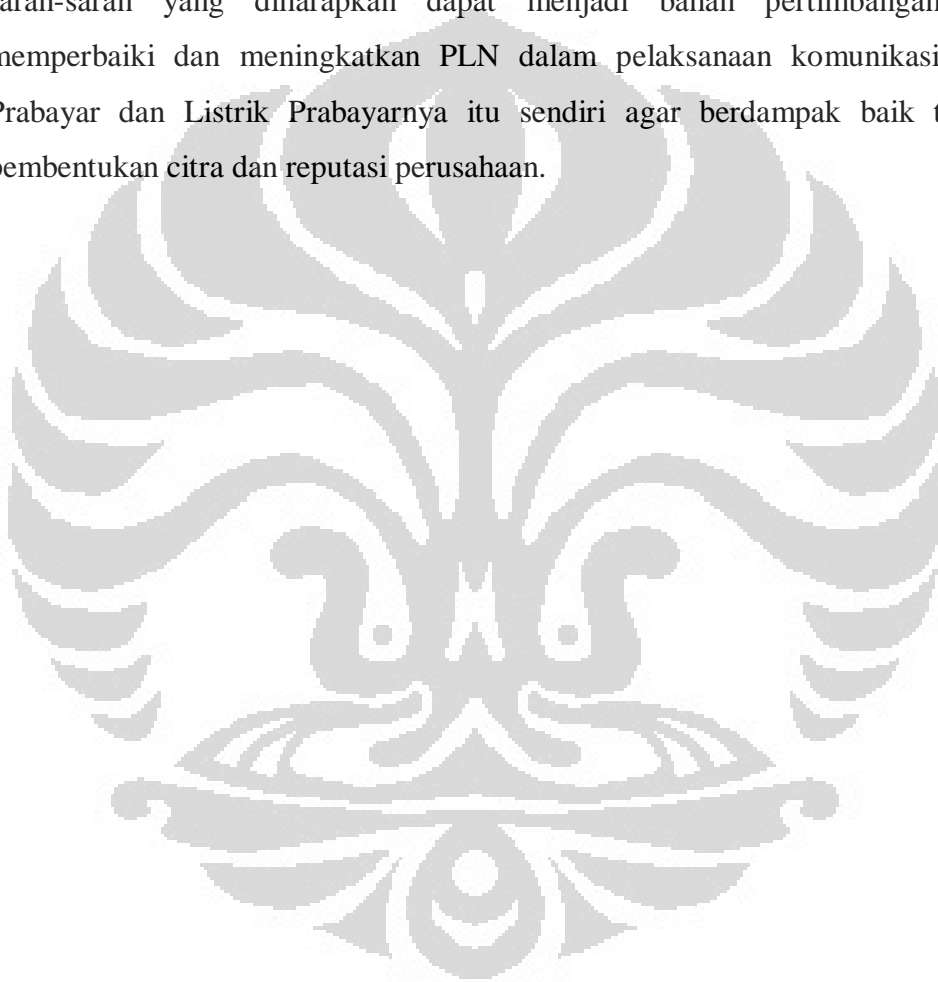 saran-saran yang diharapkan dapat menjadi bahan pertimbangan
memperbaiki dan meningkatkan PLN dalam pelaksanaan komunikasi
Prabayar dan Listrik Prabayarnya itu sendiri agar berdampak baik t
pembentukan citra dan reputasi perusahaan.